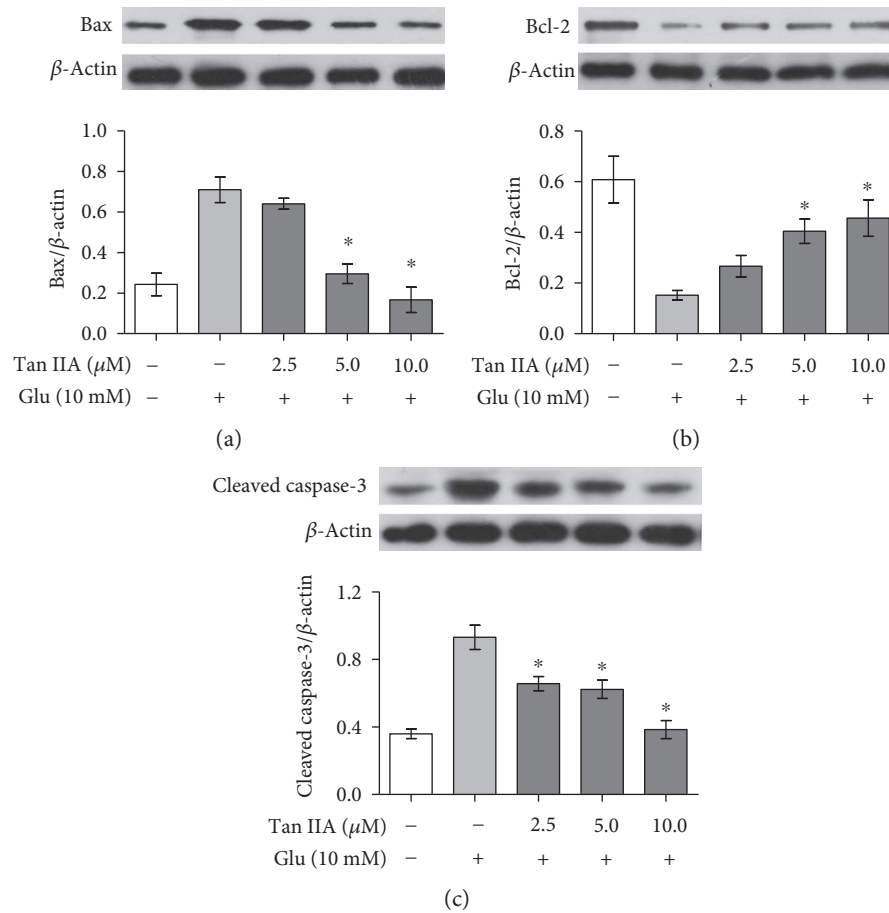 Bax
β-Actin
1.0
0.8
0.6
0.4
0.2
0.0
Bax/β-actin
*
*
Tan IIA (μM) − − 2.5 5.0 10.0
Glu (10 mM) − + + + +
(a)
Bcl-2
β-Actin
0.8
0.6
0.4
0.2
0.0
Bcl-2/β-actin
*
*
Tan IIA (μM) − − 2.5 5.0 10.0
Glu (10 mM) − + + + +
(b)
Cleaved caspase-3
β-Actin
1.2
0.8
0.4
0.0
Cleaved caspase-3/β-actin
*
*
*
Tan IIA (μM) − − 2.5 5.0 10.0
Glu (10 mM) − + + + +
(c)